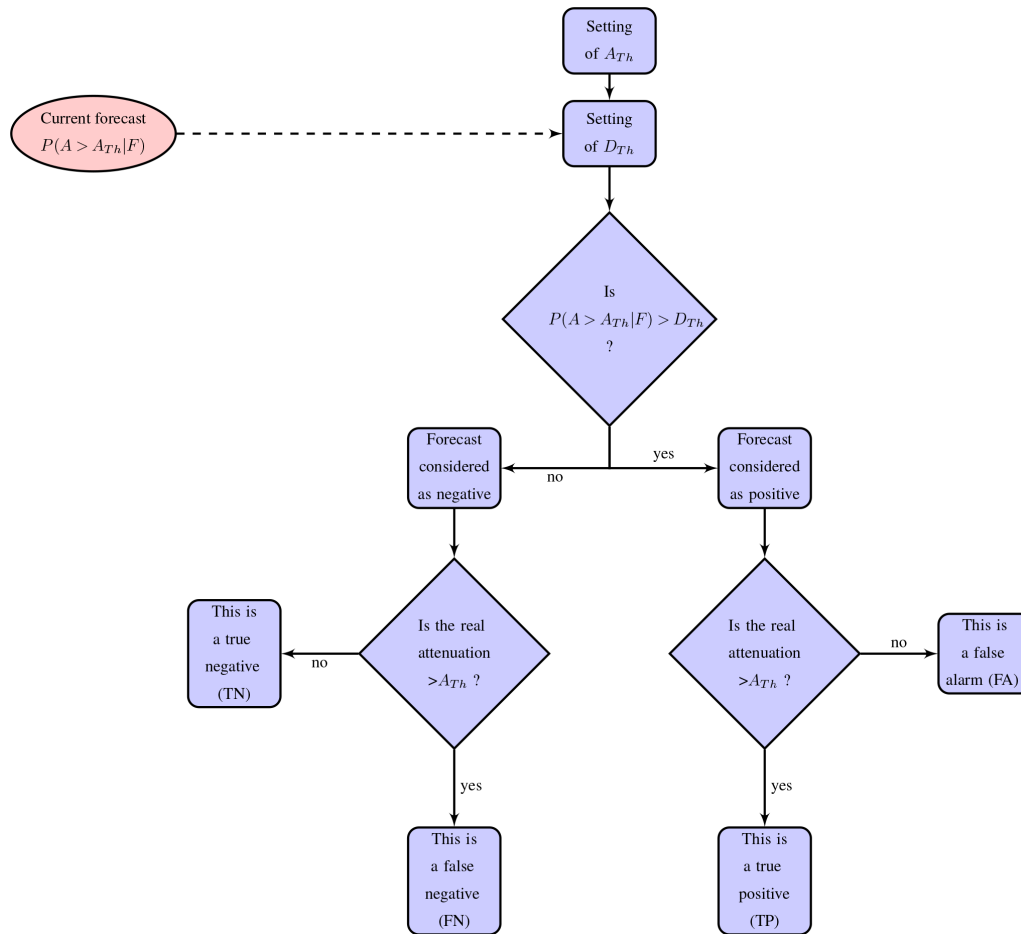 Setting
of $A_{Th}$
Current forecast
$P(A > A_{Th}|F)$
Setting
of $D_{Th}$
Is
$P(A > A_{Th}|F) > D_{Th}$
?
Forecast
considered
as negative
no
yes
Forecast
considered
as positive
This is
a true
negative
(TN)
no
Is the real
attenuation
>$A_{Th}$ ?
Is the real
attenuation
>$A_{Th}$ ?
no
This is
a false
alarm (FA)
yes
yes
This is
a false
negative
(FN)
This is
a true
positive
(TP)